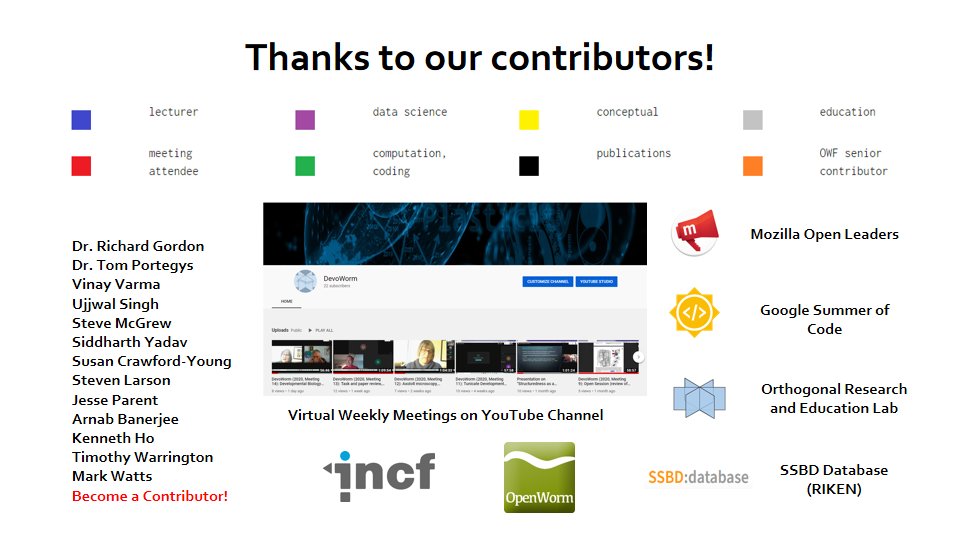 Thanks to our contributors!
lecturer
data science
conceptual
education
meeting
attendee
computation,
coding
publications
OWF senior
contributor
Dr. Richard Gordon
Dr. Tom Portegys
Vinay Varma
Ujjwal Singh
Steve McGrew
Siddharth Yadav
Susan Crawford-Young
Steven Larson
Jesse Parent
Arnab Banerjee
Kenneth Ho
Timothy Warrington
Mark Watts
Become a Contributor!
DevoWorm
22 subscribers
CUSTOMIZE CHANNEL
YOUTUBE STUDIO
HOME
Uploads Public PLAY ALL
DevoWorm (2020, Meeting
14): Developmental Biology...
DevoWorm (2020, Meeting
13): Task and paper review,...
DevoWorm (2020, Meeting
12): Axolotl microscopy,...
DevoWorm (2020, Meeting
11): Tunicate Development...
Presentation on
"Structuredness as a...
DevoWorm (2020, Meeting
9): Open Session (review of...
Virtual Weekly Meetings on YouTube Channel
incf
OpenWorm
m
Mozilla Open Leaders
</>
Google Summer of
Code
Orthogonal Research
and Education Lab
SSBD:database
SSBD Database
(RIKEN)